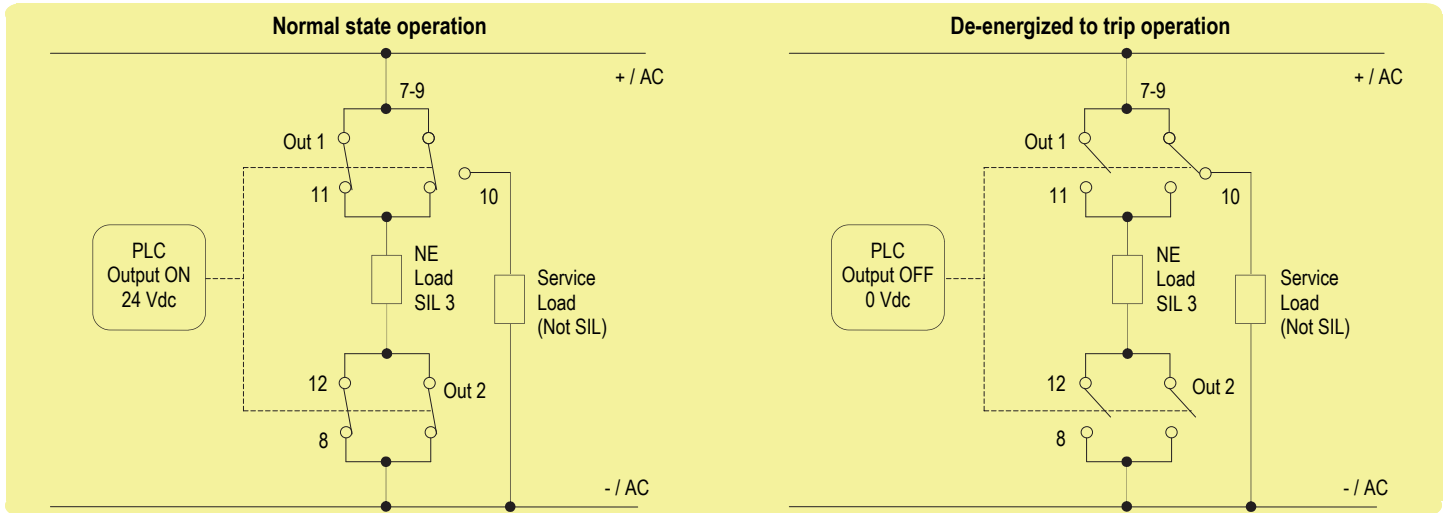 Normal state operation
+ / AC
7-9
Out 1
11
10
PLC
Output ON
24 Vdc
NE
Load
SIL 3
Service
Load
(Not SIL)
12
Out 2
8
- / AC
De-energized to trip operation
+ / AC
7-9
Out 1
11
10
PLC
Output OFF
0 Vdc
NE
Load
SIL 3
Service
Load
(Not SIL)
12
Out 2
8
- / AC